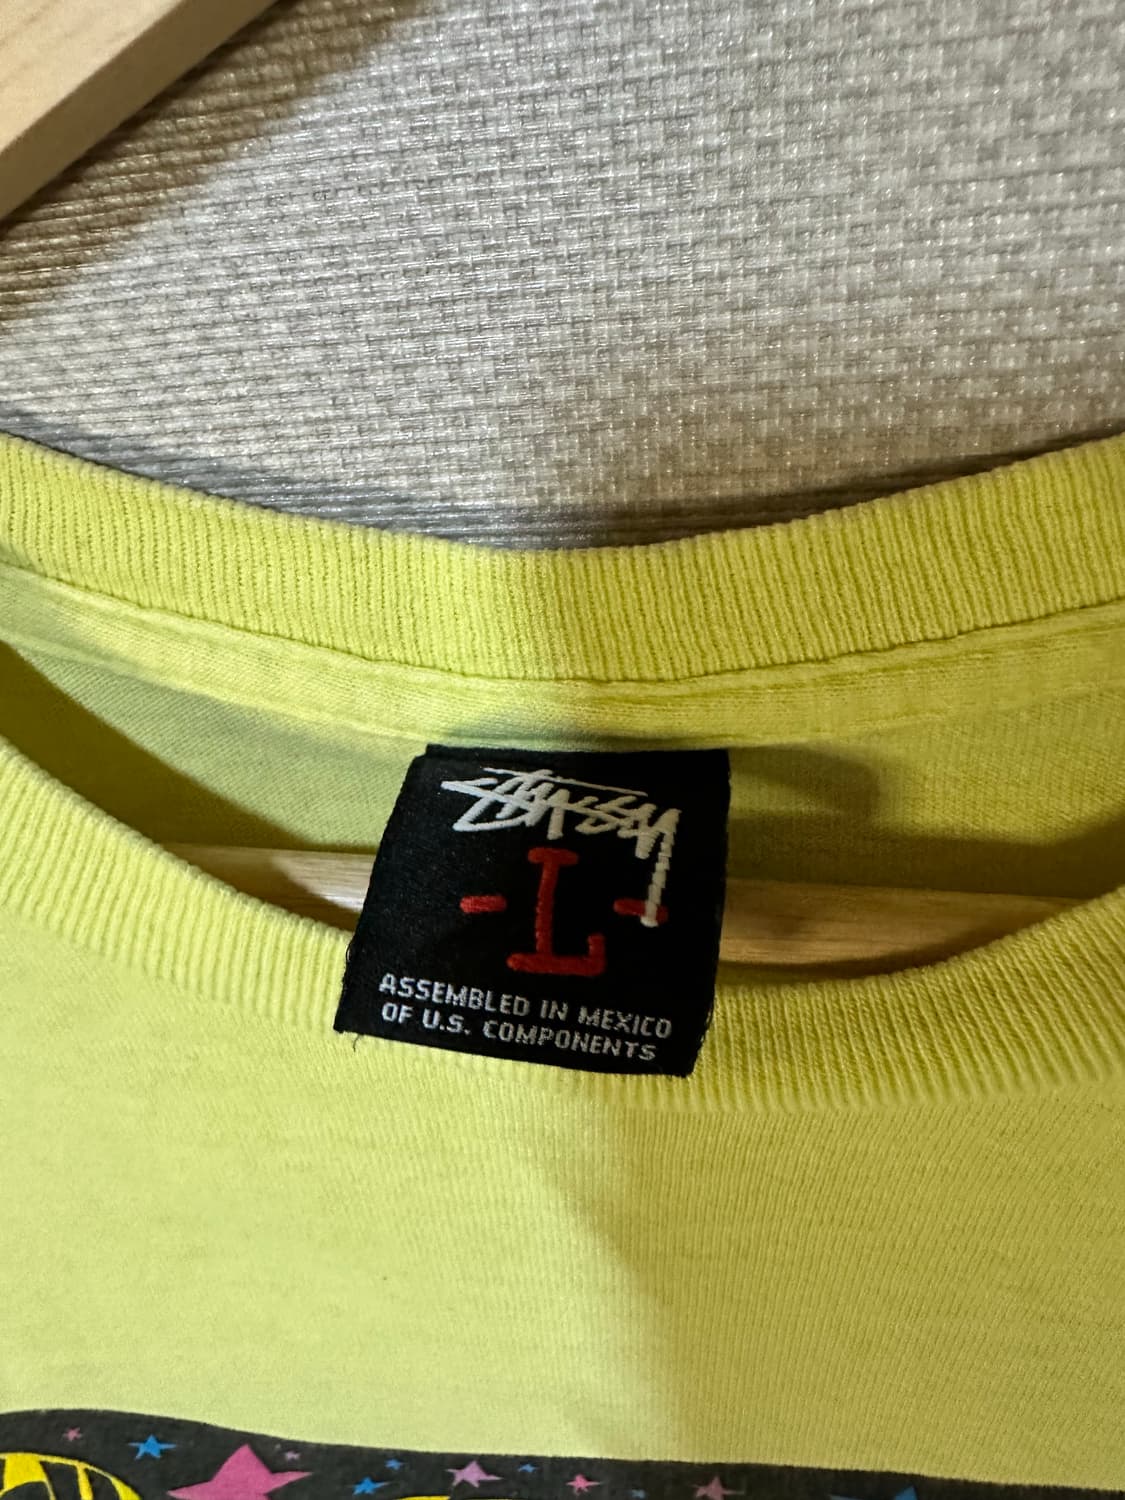 STÜSSY
-L-
ASSEMBLED IN MEXICO
OF U.S. COMPONENTS